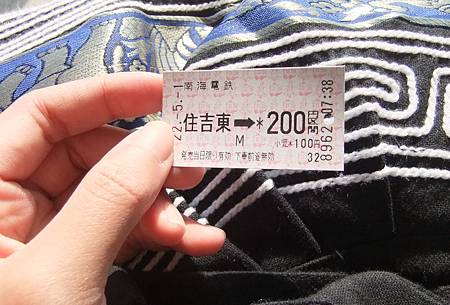 南海電鉄
22.-5.-1
住吉東➡*200円
M
小児*100円
発売当日限り有効 下車前途無効
32
8962 07:38